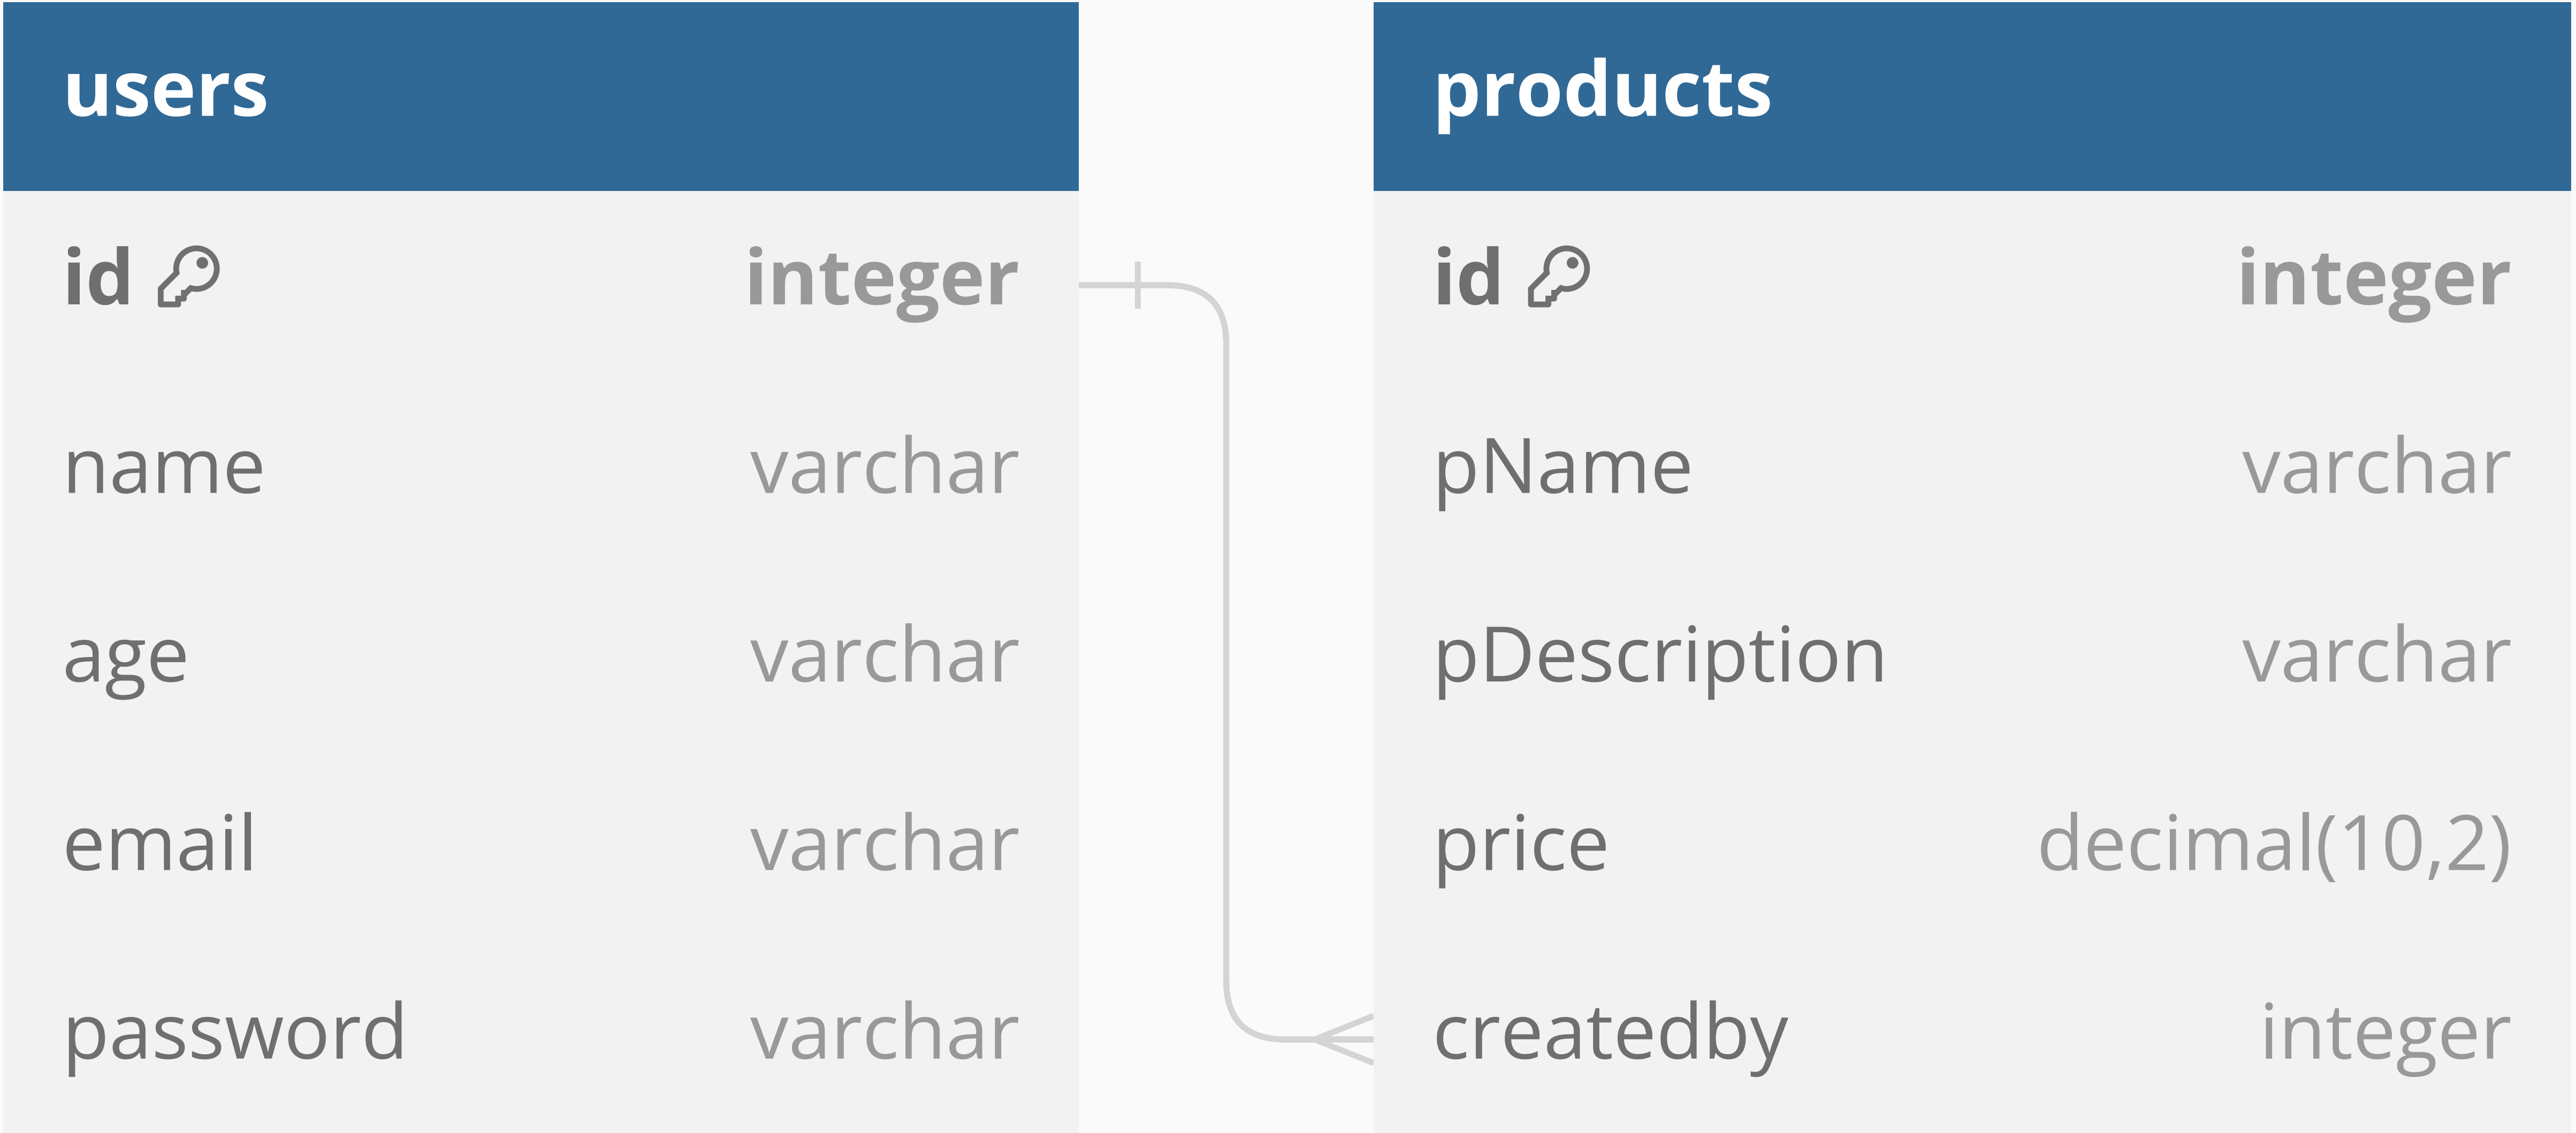 users
id integer
name varchar
age varchar
email varchar
password varchar
products
id integer
pName varchar
pDescription varchar
price decimal(10,2)
createdby integer